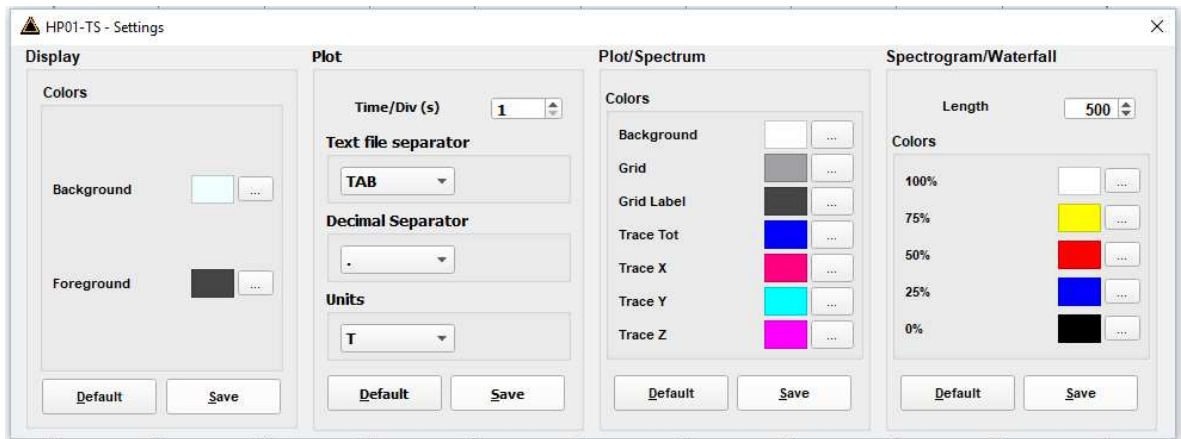 HP01-TS - Settings
Display
Colors
Background ...
Foreground ...
Default Save
Plot
Time/Div (s) 1
Text file separator
TAB
Decimal Separator
.
Units
T
Default Save
Plot/Spectrum
Colors
Background ...
Grid ...
Grid Label ...
Trace Tot ...
Trace X ...
Trace Y ...
Trace Z ...
Default Save
Spectrogram/Waterfall
Length 500
Colors
100% ...
75% ...
50% ...
25% ...
0% ...
Default Save